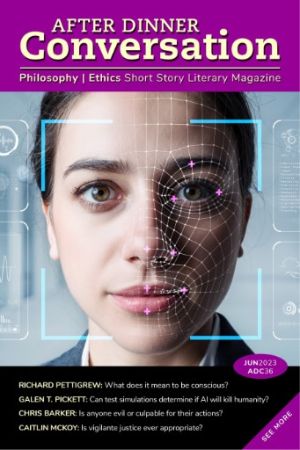 AFTER DINNER
Conversation
Philosophy | Ethics Short Story Literary Magazine
JUN2023
ADC36
RICHARD PETTIGREW: What does it mean to be conscious?
GALEN T. PICKETT: Can test simulations determine if AI will kill humanity?
CHRIS BARKER: Is anyone evil or culpable for their actions?
CAITLIN MCKOY: Is vigilante justice ever appropriate?
SEE MORE